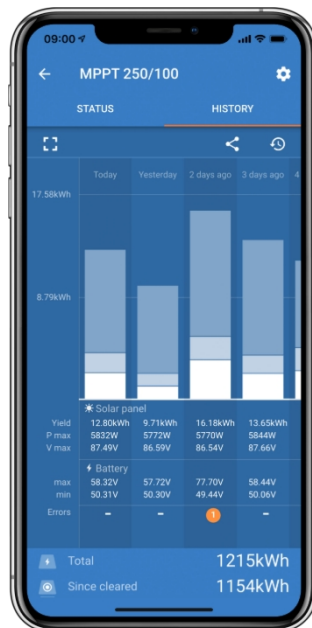 09:00
MPPT 250/100
STATUS HISTORY
Today Yesterday 2 days ago 3 days ago 4
17.58kWh
8.79kWh
Solar panel
Yield 12.80kWh 9.71kWh 16.18kWh 13.65kWh
P max 5832W 5772W 5770W 5844W
V max 87.49V 86.59V 86.54V 87.66V
Battery
max 58.32V 57.72V 77.70V 58.44V
min 50.31V 50.30V 49.44V 50.06V
Errors – – 1 –
Total 1215kWh
Since cleared 1154kWh